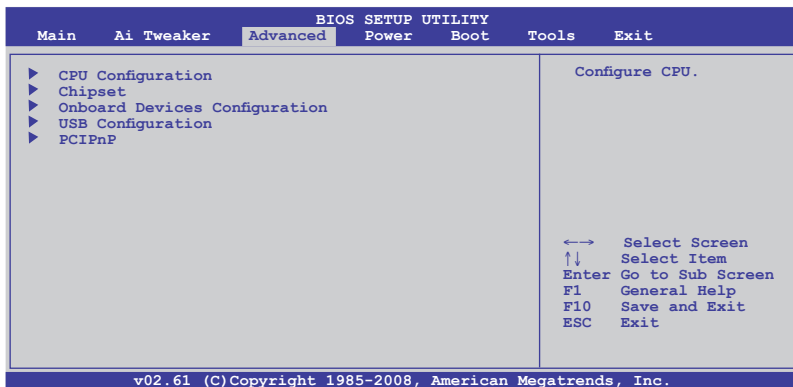 BIOS SETUP UTILITY
Main Ai Tweaker Advanced Power Boot Tools Exit
CPU Configuration
Chipset
Onboard Devices Configuration
USB Configuration
PCIPnP
Configure CPU.
←→ Select Screen
↑↓ Select Item
Enter Go to Sub Screen
F1 General Help
F10 Save and Exit
ESC Exit
v02.61 (C)Copyright 1985-2008, American Megatrends, Inc.